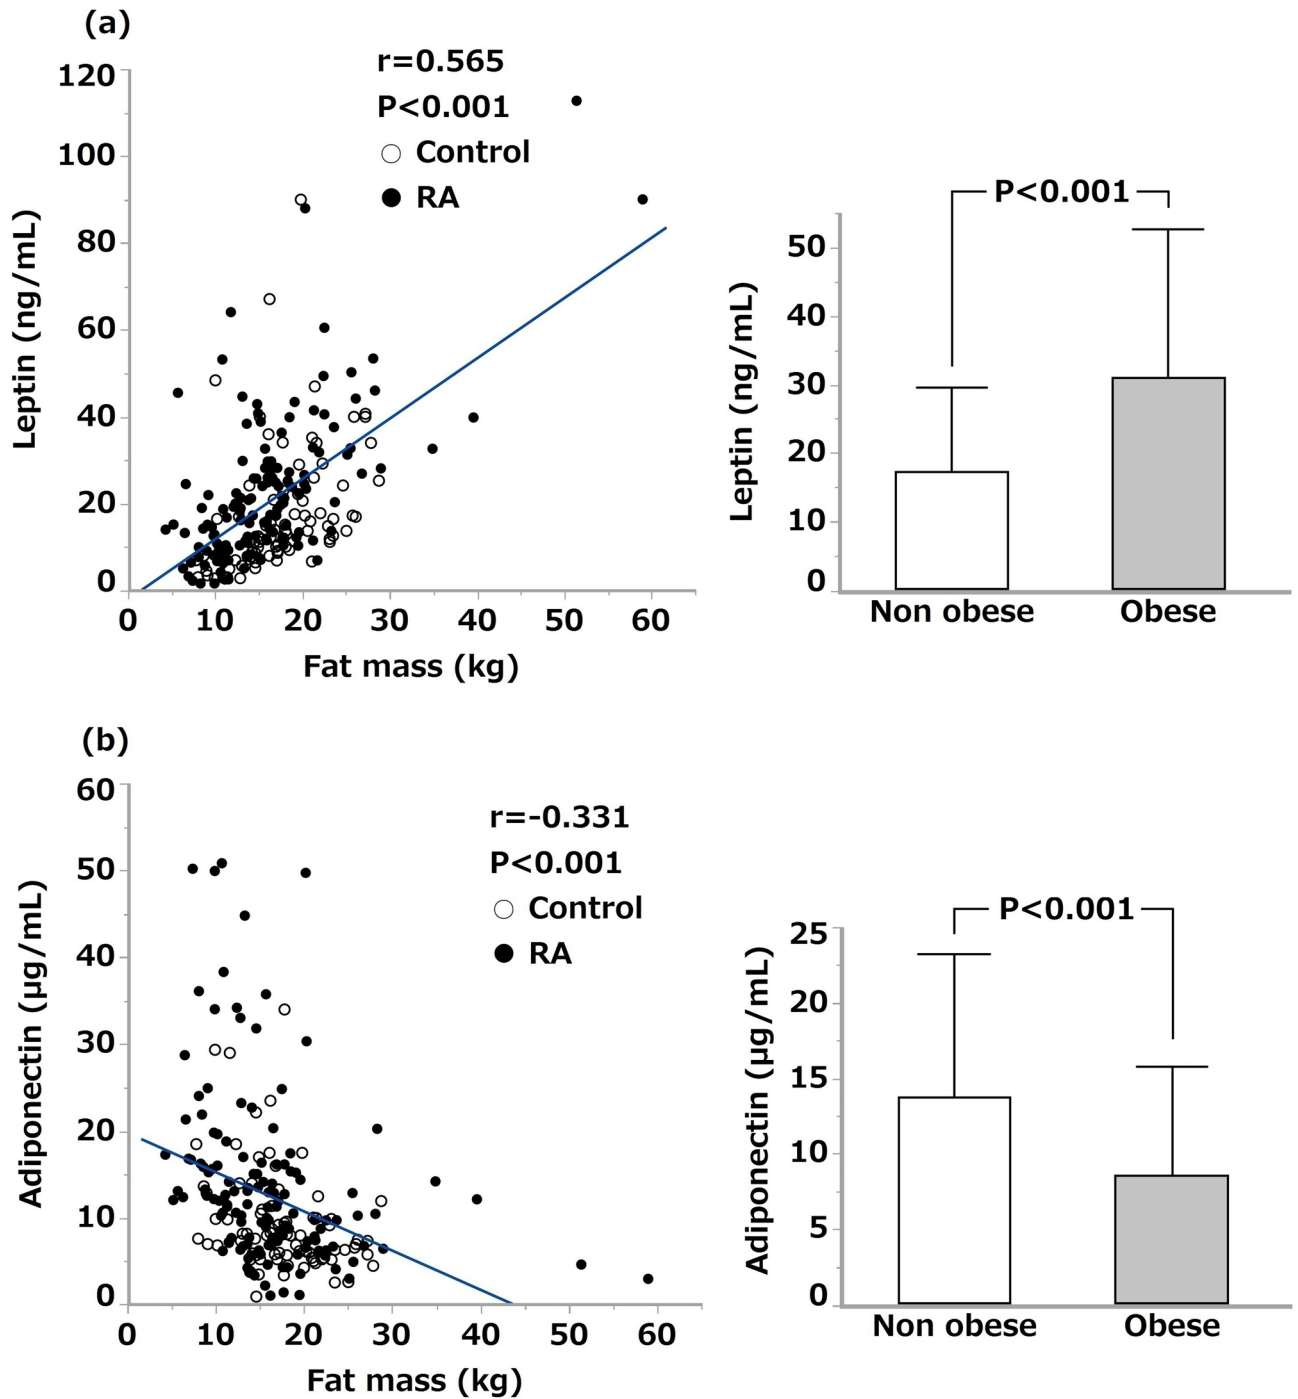 (a)
r=0.565
P<0.001
Control
RA
120
100
80
60
40
20
0
Leptin (ng/mL)
0 10 20 30 40 50 60
Fat mass (kg)
P<0.001
50
40
30
20
10
0
Leptin (ng/mL)
Non obese Obese
(b)
r=-0.331
P<0.001
Control
RA
60
50
40
30
20
10
0
Adiponectin (μg/mL)
0 10 20 30 40 50 60
Fat mass (kg)
P<0.001
25
20
15
10
5
0
Adiponectin (μg/mL)
Non obese Obese